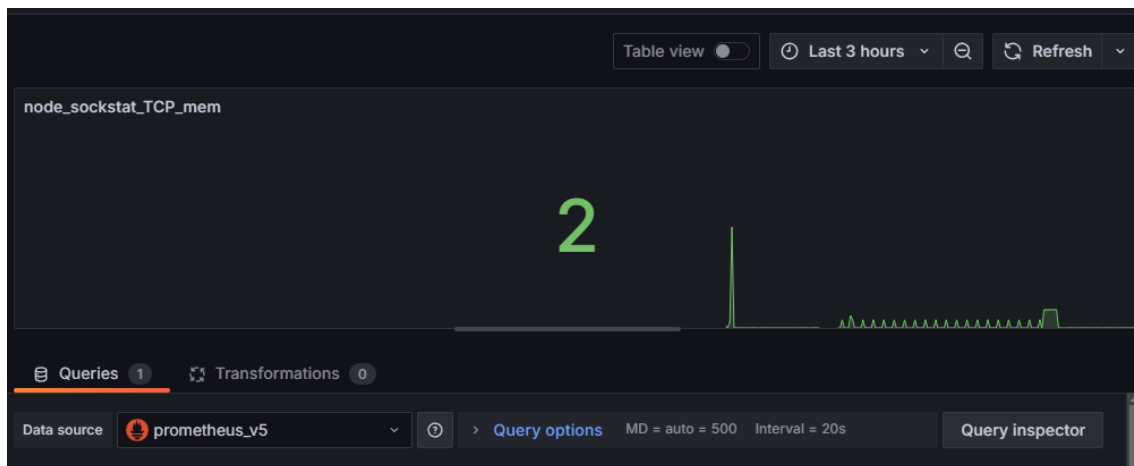 Table view Last 3 hours Refresh
node_sockstat_TCP_mem
2
Queries 1 Transformations 0
Data source prometheus_v5 Query options MD = auto = 500 Interval = 20s Query inspector